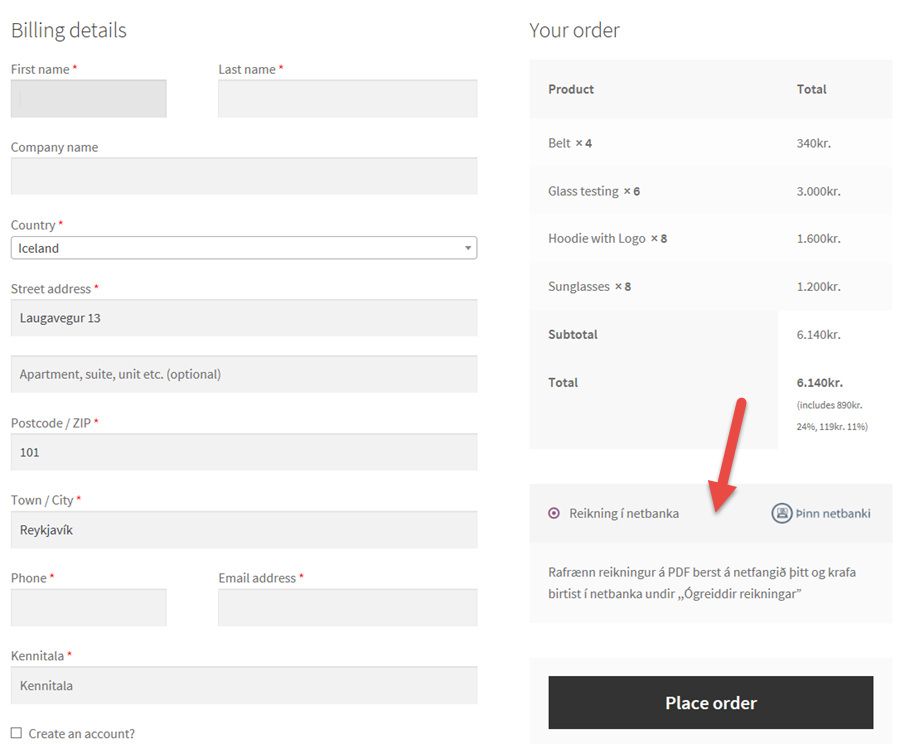 Billing details
First name *
Last name *
Company name
Country *
Iceland
Street address *
Laugavegur 13
Apartment, suite, unit etc. (optional)
Postcode / ZIP *
101
Town / City *
Reykjavík
Phone *
Email address *
Kennitala *
Kennitala
Create an account?
Your order
Product Total
Belt × 4 340kr.
Glass testing × 6 3.000kr.
Hoodie with Logo × 8 1.600kr.
Sunglasses × 8 1.200kr.
Subtotal 6.140kr.
Total 6.140kr.
(includes 890kr.
24%, 119kr. 11%)
Reikning í netbanka Þinn netbanki
Rafrænn reikningur á PDF berst á netfangið þitt og krafa
birtist í netbanka undir ,,Ógreiddir reikningar”
Place order